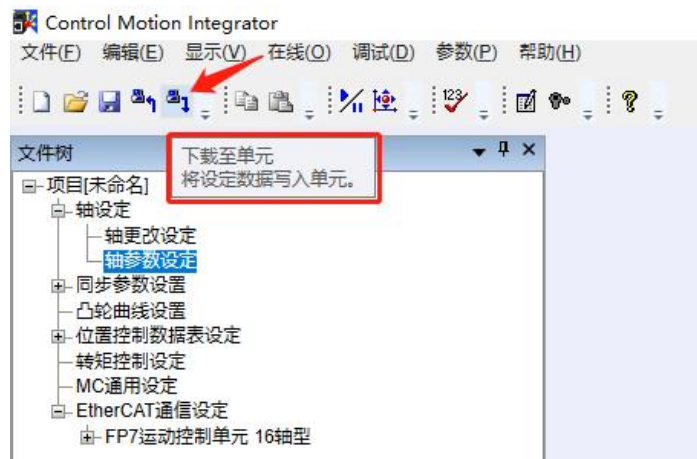 Control Motion Integrator
文件(F) 编辑(E) 显示(V) 在线(O) 调试(D) 参数(P) 帮助(H)
123
文件树
下载至单元
将设定数据写入单元。
项目[未命名]
轴设定
轴更改设定
轴参数设定
同步参数设置
凸轮曲线设置
位置控制数据表设定
转矩控制设定
MC通用设定
EtherCAT通信设定
FP7运动控制单元 16轴型